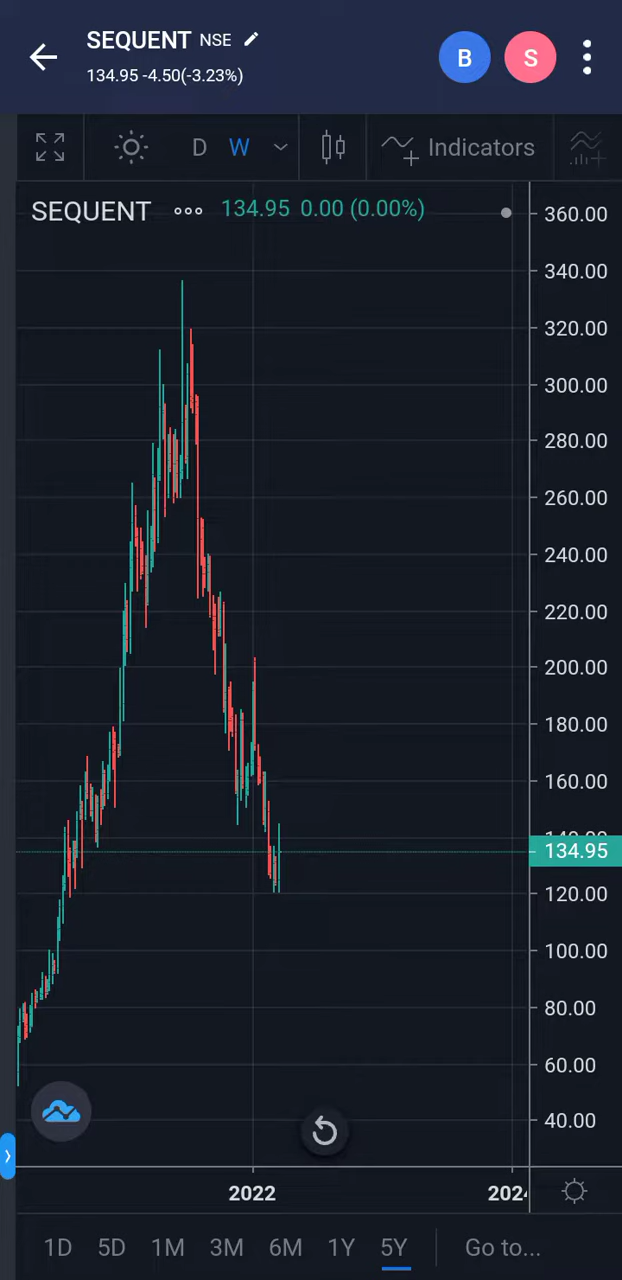 SEQUENT NSE
134.95 -4.50(-3.23%)
B
S
D W
Indicators
SEQUENT 134.95 0.00 (0.00%)
360.00
340.00
320.00
300.00
280.00
260.00
240.00
220.00
200.00
180.00
160.00
134.95
120.00
100.00
80.00
60.00
40.00
2022
1D 5D 1M 3M 6M 1Y 5Y Go to...